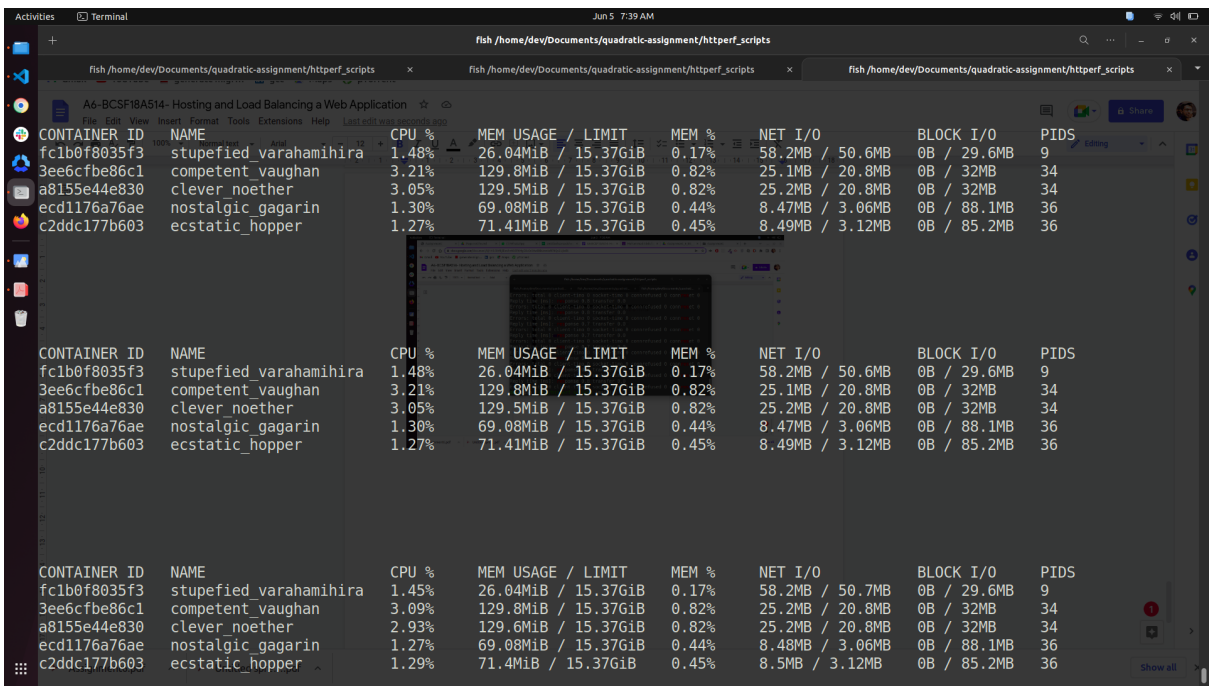 Activities Terminal Jun 5 7:39 AM
fish /home/dev/Documents/quadratic-assignment/httperf_scripts
fish /home/dev/Documents/quadratic-assignment/httperf_scripts × fish /home/dev/Documents/quadratic-assignment/httperf_scripts × fish /home/dev/Documents/quadratic-assignment/httperf_scripts ×
A6-BCSF18A514- Hosting and Load Balancing a Web Application
File Edit View Insert Format Tools Extensions Help Last edit was seconds ago
Share
100% Normal text Arial 12
Editing
CONTAINER ID NAME CPU % MEM USAGE / LIMIT MEM % NET I/O BLOCK I/O PIDS
fc1b0f8035f3 stupefied_varahamihira 1.48% 26.04MiB / 15.37GiB 0.17% 58.2MB / 50.6MB 0B / 29.6MB 9
3ee6cfbe86c1 competent_vaughan 3.21% 129.8MiB / 15.37GiB 0.82% 25.1MB / 20.8MB 0B / 32MB 34
a8155e44e830 clever_noether 3.05% 129.5MiB / 15.37GiB 0.82% 25.2MB / 20.8MB 0B / 32MB 34
ecd1176a76ae nostalgic_gagarin 1.30% 69.08MiB / 15.37GiB 0.44% 8.47MB / 3.06MB 0B / 88.1MB 36
c2ddc177b603 ecstatic_hopper 1.27% 71.41MiB / 15.37GiB 0.45% 8.49MB / 3.12MB 0B / 85.2MB 36
CONTAINER ID NAME CPU % MEM USAGE / LIMIT MEM % NET I/O BLOCK I/O PIDS
fc1b0f8035f3 stupefied_varahamihira 1.48% 26.04MiB / 15.37GiB 0.17% 58.2MB / 50.6MB 0B / 29.6MB 9
3ee6cfbe86c1 competent_vaughan 3.21% 129.8MiB / 15.37GiB 0.82% 25.1MB / 20.8MB 0B / 32MB 34
a8155e44e830 clever_noether 3.05% 129.5MiB / 15.37GiB 0.82% 25.2MB / 20.8MB 0B / 32MB 34
ecd1176a76ae nostalgic_gagarin 1.30% 69.08MiB / 15.37GiB 0.44% 8.47MB / 3.06MB 0B / 88.1MB 36
c2ddc177b603 ecstatic_hopper 1.27% 71.41MiB / 15.37GiB 0.45% 8.49MB / 3.12MB 0B / 85.2MB 36
CONTAINER ID NAME CPU % MEM USAGE / LIMIT MEM % NET I/O BLOCK I/O PIDS
fc1b0f8035f3 stupefied_varahamihira 1.45% 26.04MiB / 15.37GiB 0.17% 58.2MB / 50.7MB 0B / 29.6MB 9
3ee6cfbe86c1 competent_vaughan 3.09% 129.8MiB / 15.37GiB 0.82% 25.2MB / 20.8MB 0B / 32MB 34
a8155e44e830 clever_noether 2.93% 129.6MiB / 15.37GiB 0.82% 25.2MB / 20.8MB 0B / 32MB 34
ecd1176a76ae nostalgic_gagarin 1.27% 69.08MiB / 15.37GiB 0.44% 8.48MB / 3.06MB 0B / 88.1MB 36
c2ddc177b603 ecstatic_hopper 1.29% 71.4MiB / 15.37GiB 0.45% 8.5MB / 3.12MB 0B / 85.2MB 36
1
Show all